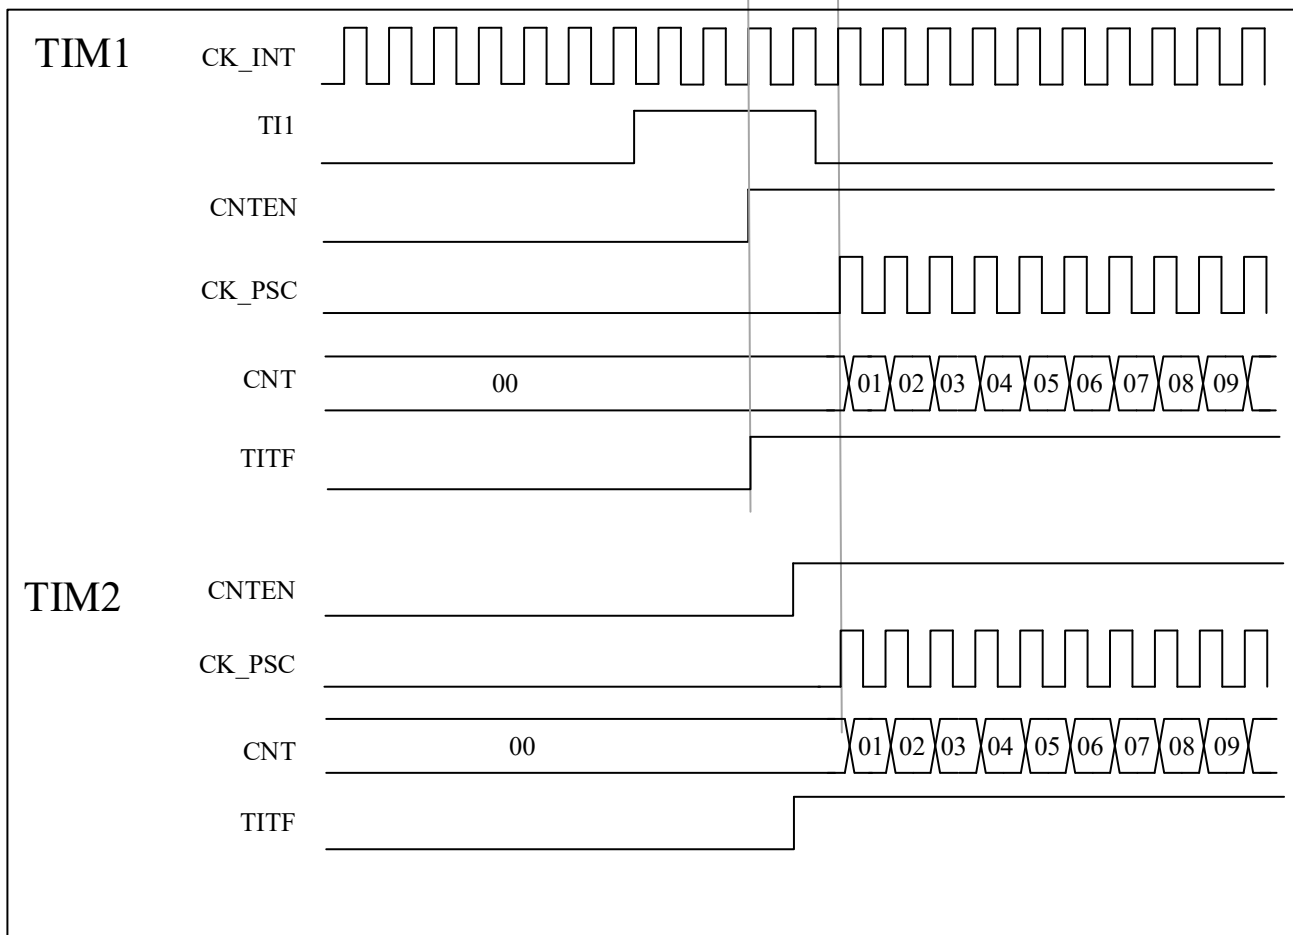 TIM1
CK_INT
TI1
CNTEN
CK_PSC
CNT 00 01 02 03 04 05 06 07 08 09
TITF
TIM2
CNTEN
CK_PSC
CNT 00 01 02 03 04 05 06 07 08 09
TITF